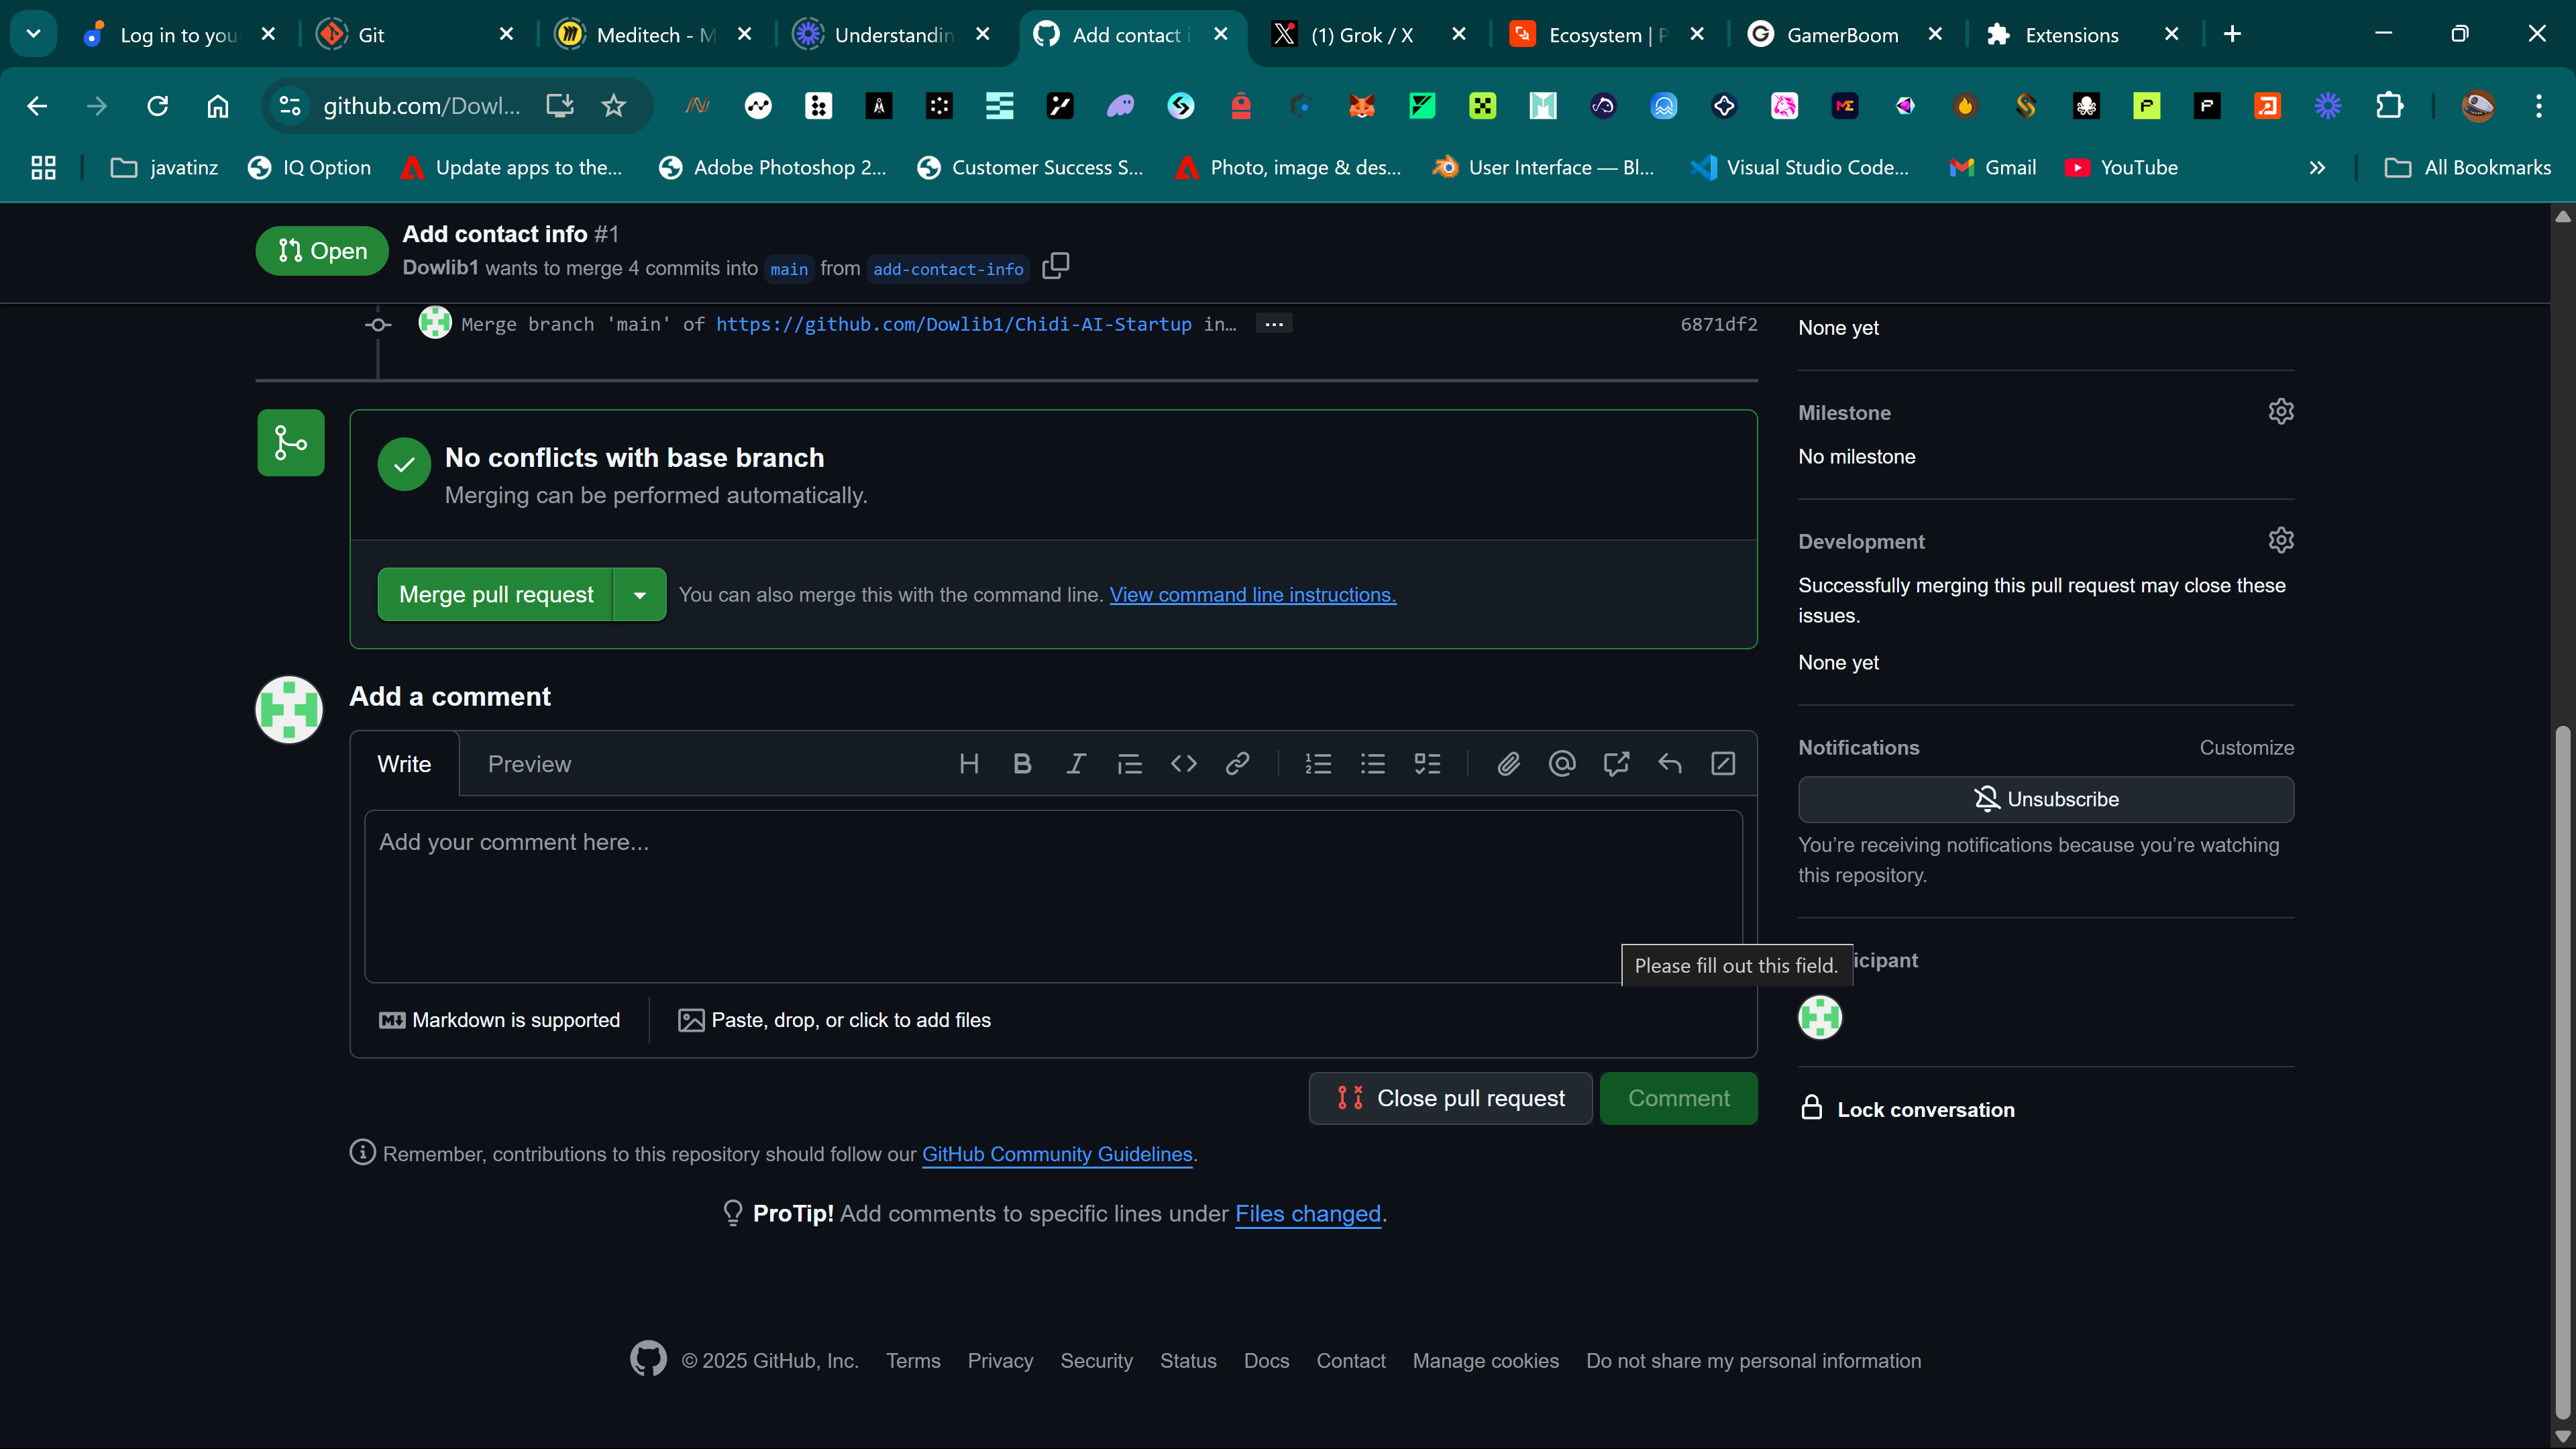 Log in to you
Git
Meditech - M
Understandin
Add contact i
(1) Grok / X
Ecosystem | P
GamerBoom
Extensions
github.com/Dowl...
javatinz
IQ Option
Update apps to the...
Adobe Photoshop 2...
Customer Success S...
Photo, image & des...
User Interface — Bl...
Visual Studio Code...
Gmail
YouTube
All Bookmarks
Open
Add contact info #1
Dowlib1 wants to merge 4 commits into main from add-contact-info
Merge branch 'main' of https://github.com/Dowlib1/Chidi-AI-Startup in…
6871df2
None yet
No conflicts with base branch
Merging can be performed automatically.
Merge pull request
You can also merge this with the command line. View command line instructions.
Milestone
No milestone
Development
Successfully merging this pull request may close these
issues.
None yet
Add a comment
Write
Preview
Add your comment here...
Please fill out this field.
Markdown is supported
Paste, drop, or click to add files
Close pull request
Comment
Notifications
Customize
Unsubscribe
You're receiving notifications because you're watching
this repository.
icipant
Lock conversation
Remember, contributions to this repository should follow our GitHub Community Guidelines.
ProTip! Add comments to specific lines under Files changed.
© 2025 GitHub, Inc.
Terms
Privacy
Security
Status
Docs
Contact
Manage cookies
Do not share my personal information